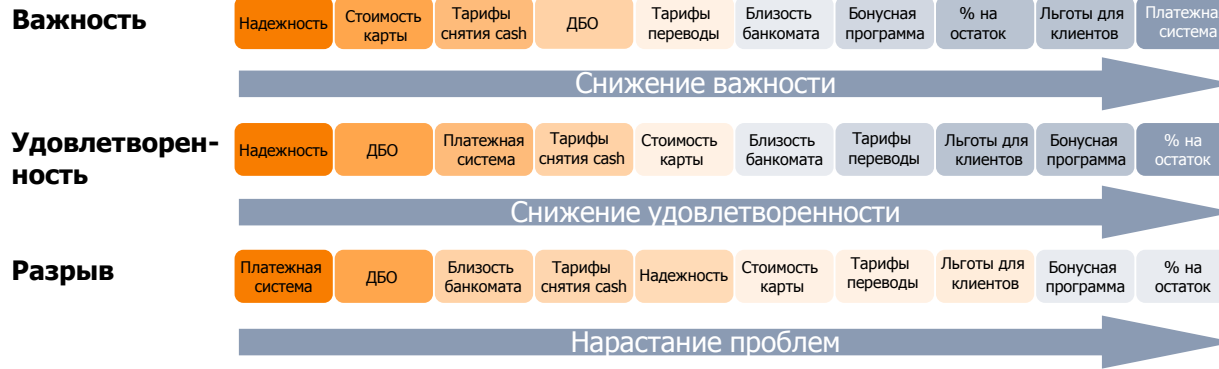 Важность
Надежность
Стоимость
карты
Тарифы
снятия cash
ДБО
Тарифы
переводы
Близость
банкомата
Бонусная
программа
% на
остаток
Льготы для
клиентов
Платежна
система
Снижение важности
Удовлетворен-
ность
Надежность
ДБО
Платежная
система
Тарифы
снятия cash
Стоимость
карты
Близость
банкомата
Тарифы
переводы
Льготы для
клиентов
Бонусная
программа
% на
остаток
Снижение удовлетворенности
Разрыв
Платежная
система
ДБО
Близость
банкомата
Тарифы
снятия cash
Надежность
Стоимость
карты
Тарифы
переводы
Льготы для
клиентов
Бонусная
программа
% на
остаток
Нарастание проблем